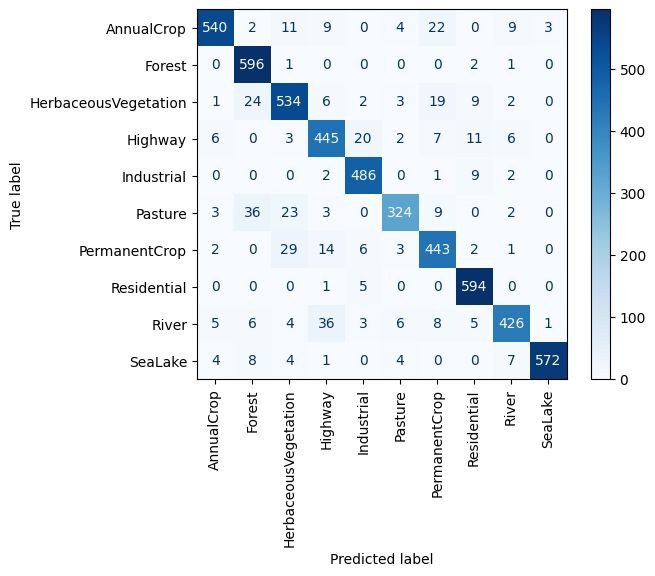 AnnualCrop 540 2 11 9 0 4 22 0 9 3
Forest 0 596 1 0 0 0 0 2 1 0
HerbaceousVegetation 1 24 534 6 2 3 19 9 2 0
Highway 6 0 3 445 20 2 7 11 6 0
Industrial 0 0 0 2 486 0 1 9 2 0
Pasture 3 36 23 3 0 324 9 0 2 0
PermanentCrop 2 0 29 14 6 3 443 2 1 0
Residential 0 0 0 1 5 0 0 594 0 0
River 5 6 4 36 3 6 8 5 426 1
SeaLake 4 8 4 1 0 4 0 0 7 572
True label
AnnualCrop
Forest
HerbaceousVegetation
Highway
Industrial
Pasture
PermanentCrop
Residential
River
SeaLake
Predicted label
500
400
300
200
100
0